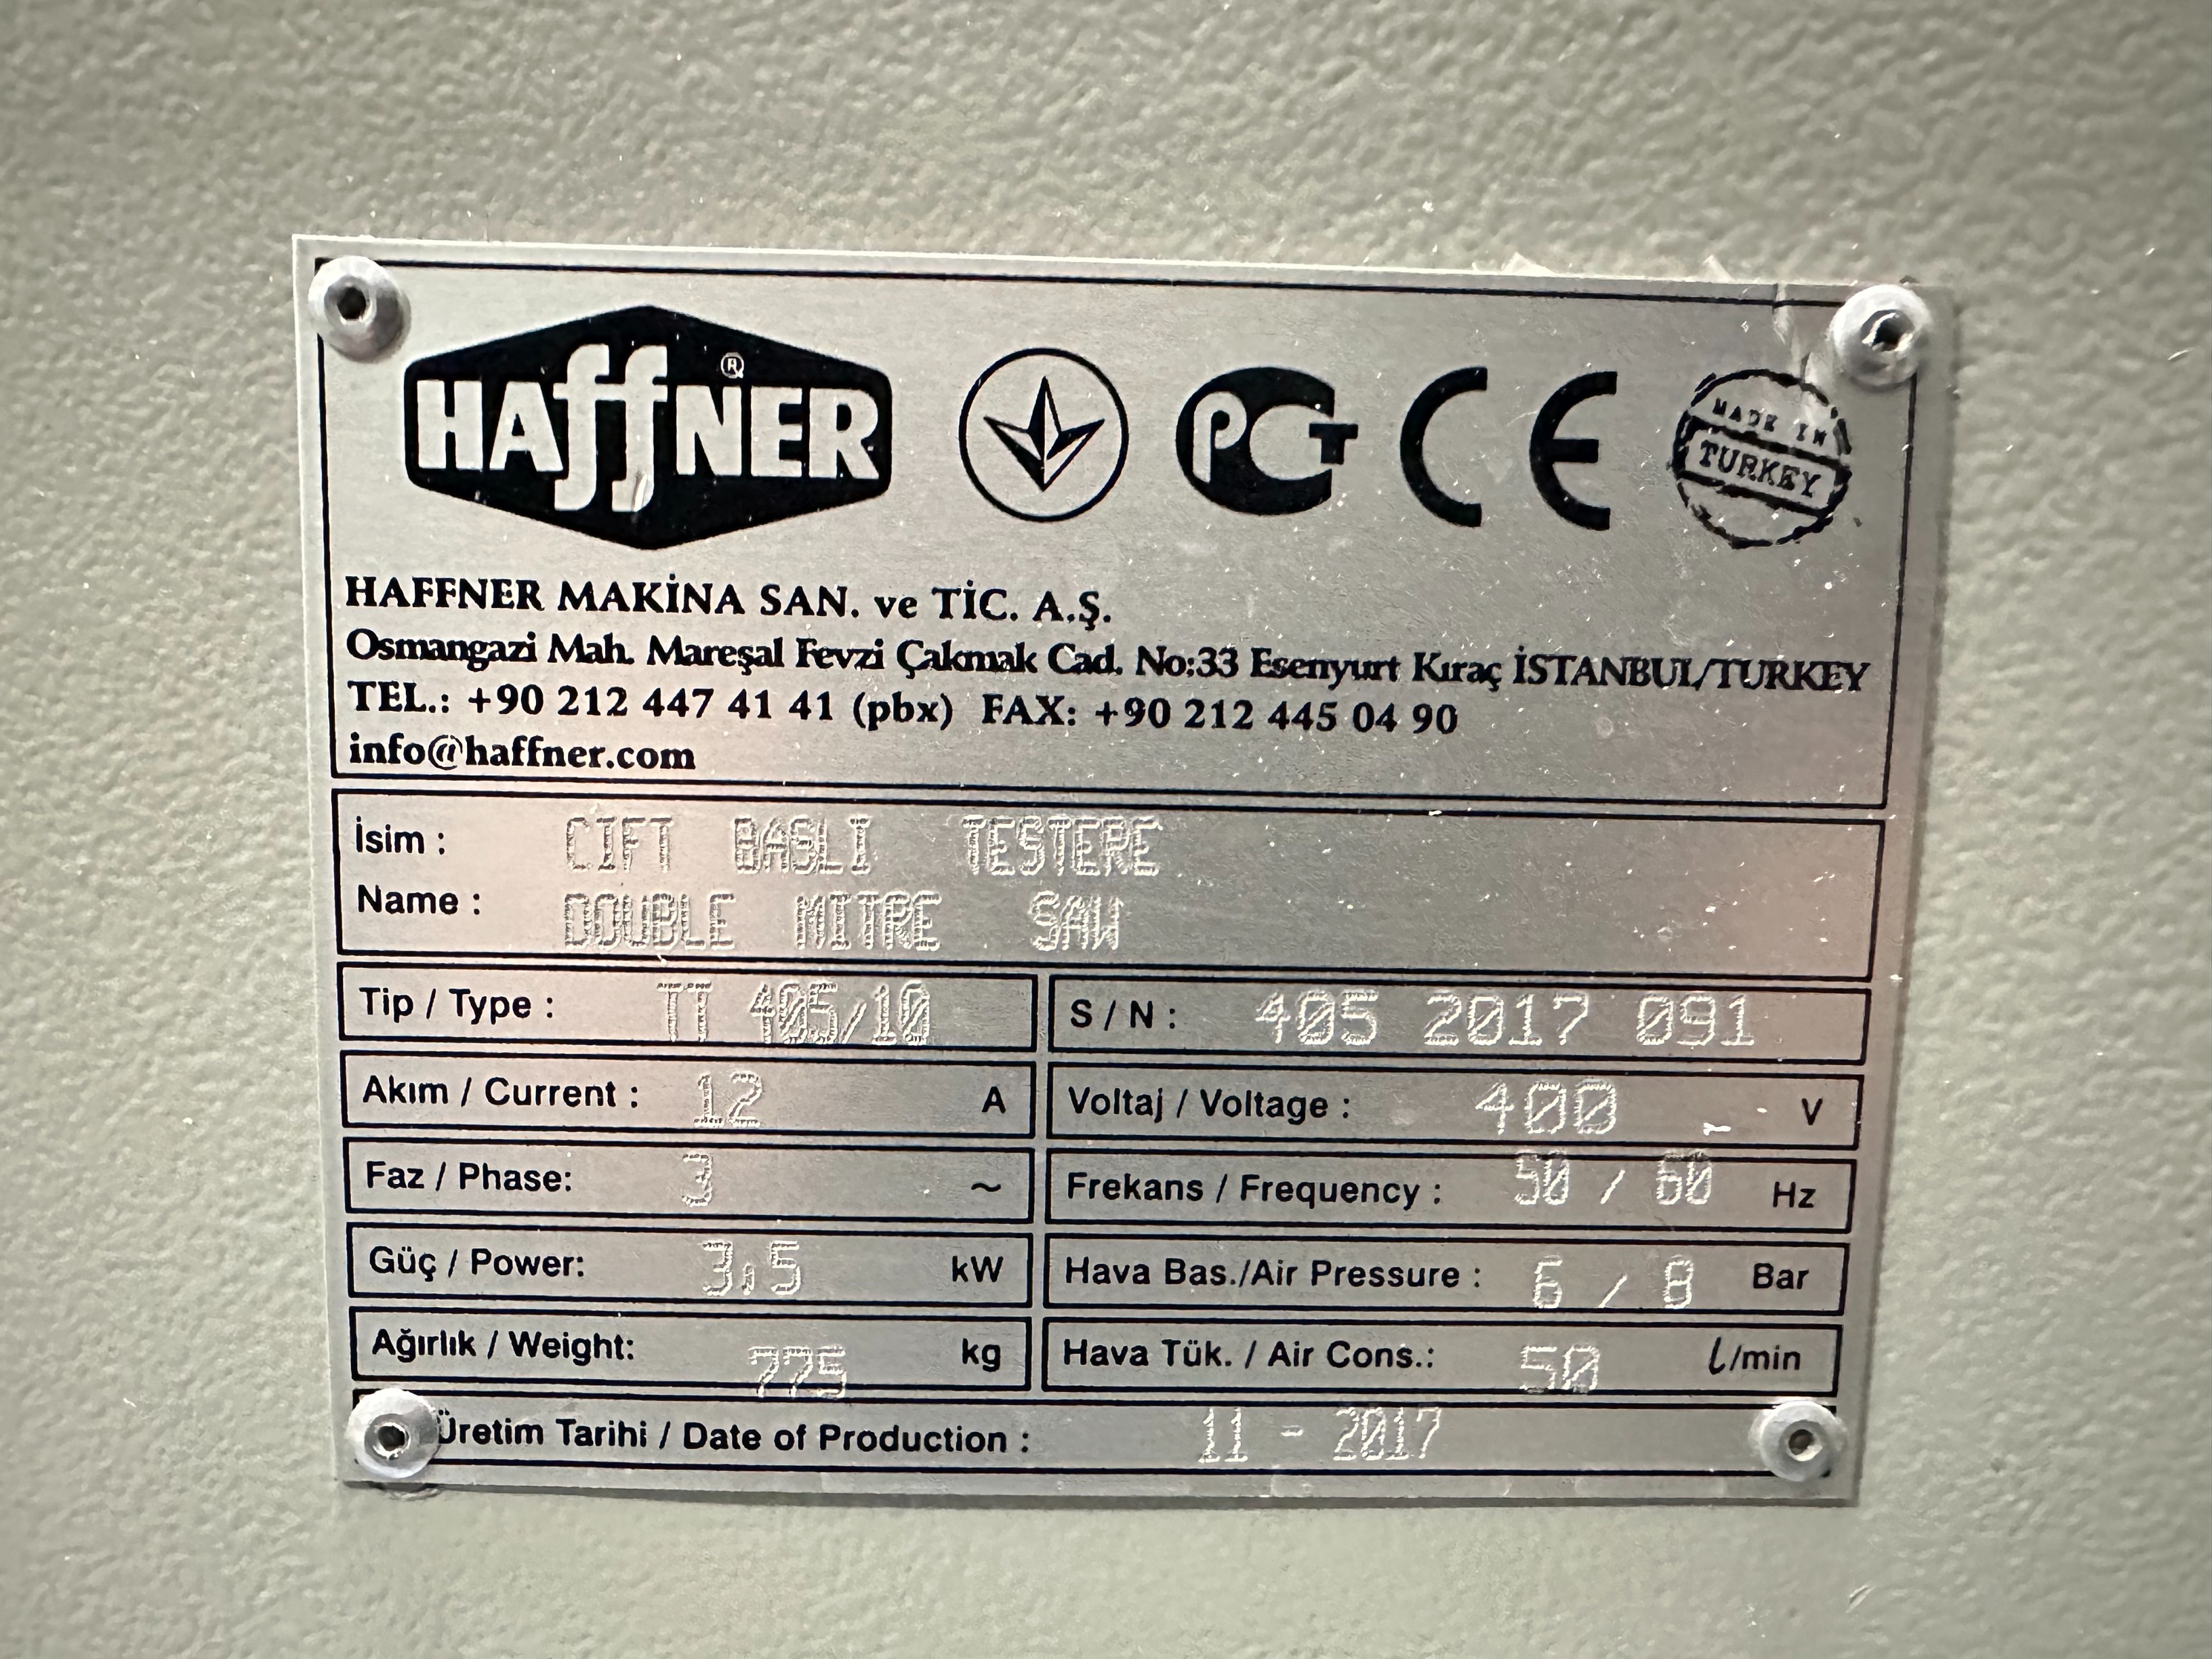 HAffNER®
PCT CE MADE IN
TURKEY
HAFFNER MAKİNA SAN. ve TİC. A.Ş.
Osmangazi Mah. Mareşal Fevzi Çakmak Cad. No:33 Esenyurt Kıraç İSTANBUL/TURKEY
TEL.: +90 212 447 41 41 (pbx) FAX: +90 212 445 04 90
info@haffner.com
İsim : CIFT BASLI TESTERE
Name : DOUBLE MITRE SAW
Tip / Type : TT 405/10 S / N : 405 2017 091
Akım / Current : 12 A Voltaj / Voltage : 400 V
Faz / Phase: 3 ~ Frekans / Frequency : 50 / 60 Hz
Güç / Power: 3,5 kW Hava Bas./Air Pressure : 6 / 8 Bar
Ağırlık / Weight: 775 kg Hava Tük. / Air Cons.: 50 l/min
Üretim Tarihi / Date of Production : 11 - 2017